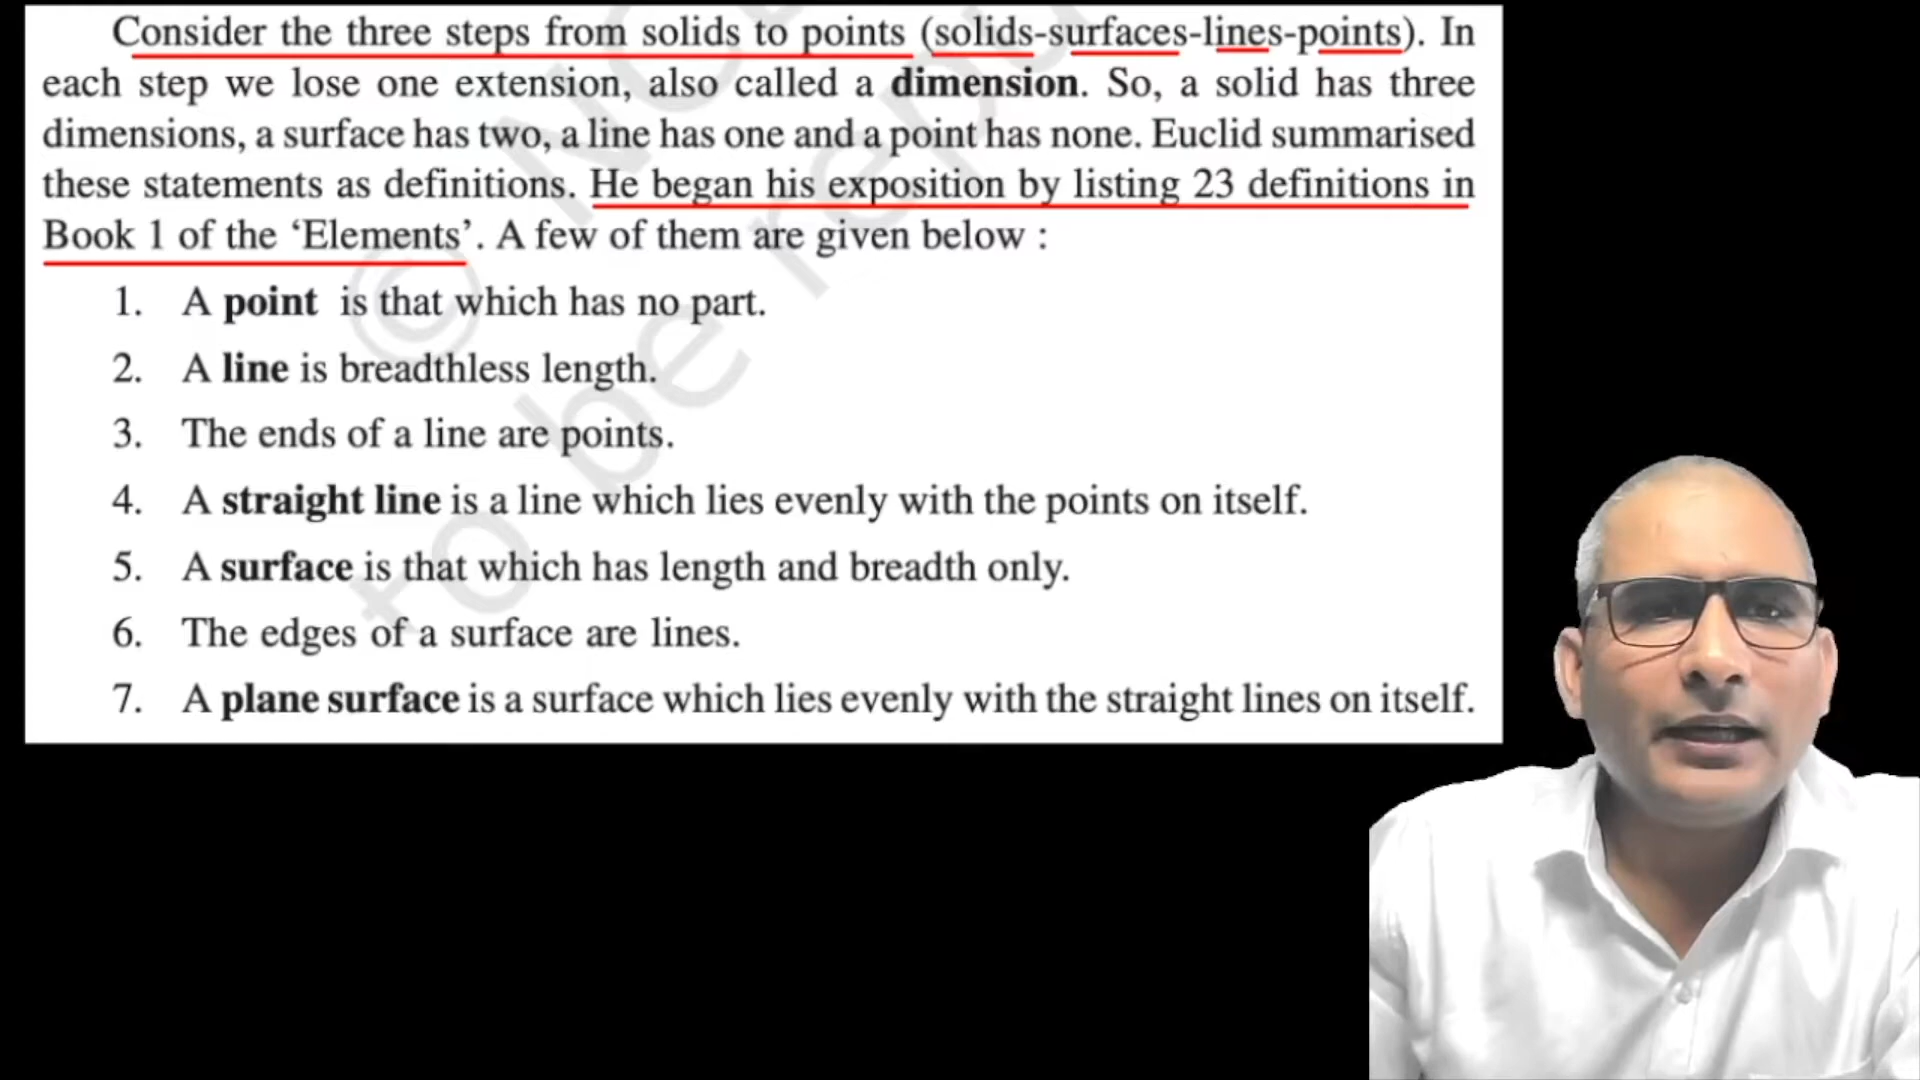 Consider the three steps from solids to points (solids-surfaces-lines-points). In
each step we lose one extension, also called a dimension. So, a solid has three
dimensions, a surface has two, a line has one and a point has none. Euclid summarised
these statements as definitions. He began his exposition by listing 23 definitions in
Book 1 of the ‘Elements’. A few of them are given below :
1. A point is that which has no part.
2. A line is breadthless length.
3. The ends of a line are points.
4. A straight line is a line which lies evenly with the points on itself.
5. A surface is that which has length and breadth only.
6. The edges of a surface are lines.
7. A plane surface is a surface which lies evenly with the straight lines on itself.
© NC
to be repu